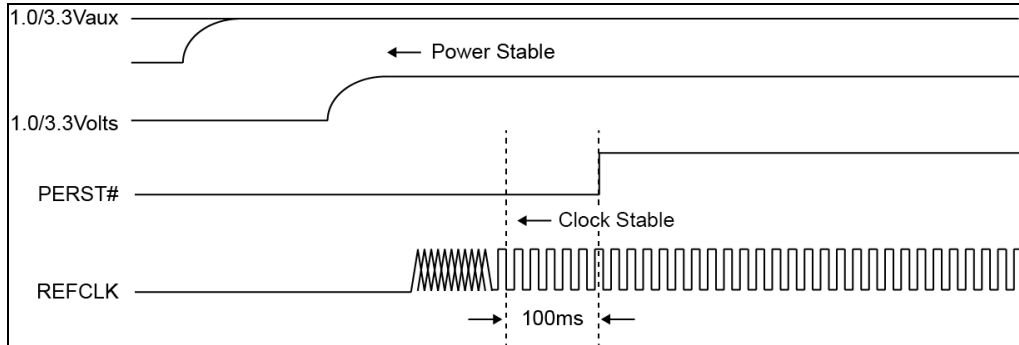 1.0/3.3Vaux
Power Stable
1.0/3.3Volts
PERST#
Clock Stable
REFCLK
100ms